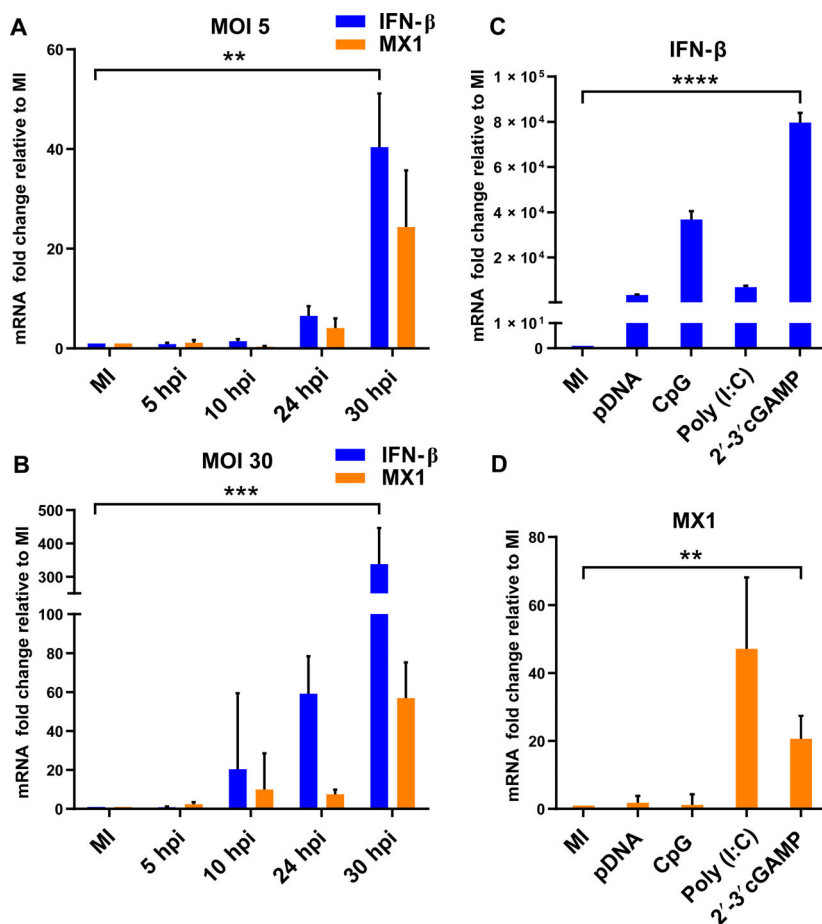 A
MOI 5
IFN-β
MX1
mRNA fold change relative to MI
60
40
20
0
**
MI
5 hpi
10 hpi
24 hpi
30 hpi
B
MOI 30
IFN-β
MX1
mRNA fold change relative to MI
500
400
300
100
80
60
40
20
0
***
MI
5 hpi
10 hpi
24 hpi
30 hpi
C
IFN-β
mRNA fold change relative to MI
1 × 10⁵
8 × 10⁴
4 × 10⁴
2 × 10⁴
1 × 10¹
0
****
MI
pDNA
CpG
Poly (I:C)
2′-3′cGAMP
D
MX1
mRNA fold change relative to MI
80
60
40
20
0
**
MI
pDNA
CpG
Poly (I:C)
2′-3′cGAMP